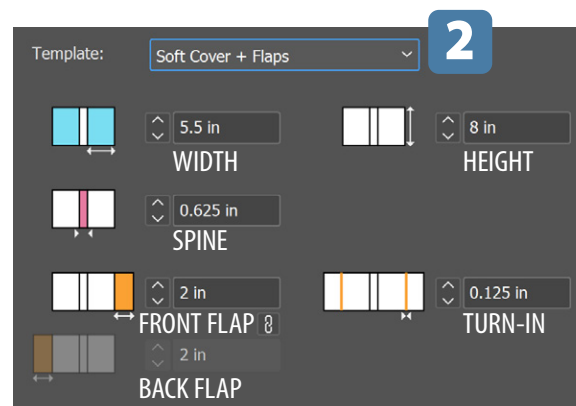 2
Template: Soft Cover + Flaps
5.5 in 8 in
WIDTH HEIGHT
0.625 in
SPINE
2 in 0.125 in
FRONT FLAP TURN-IN
2 in
BACK FLAP